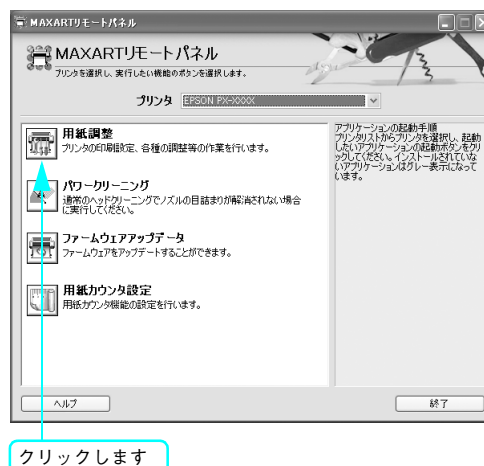 MAXARTリモートパネル
MAXARTリモートパネル
プリンタを選択し、実行したい機能のボタンを選択します。
プリンタ EPSON PX-XXXX
用紙調整
プリンタの印刷設定、各種の調整等の作業を行います。
パワークリーニング
通常のヘッドクリーニングでノズルの目詰まりが解消されない場合
に実行してください。
ファームウェアアップデータ
ファームウェアをアップデートすることができます。
用紙カウンタ設定
用紙カウンタ機能の設定を行います。
アプリケーションの起動手順
プリンタリストからプリンタを選択し、起動
したいアプリケーションの起動ボタンをクリ
ックしてください。インストールされていな
いアプリケーションはグレー表示になって
います。
ヘルプ
終了
クリックします